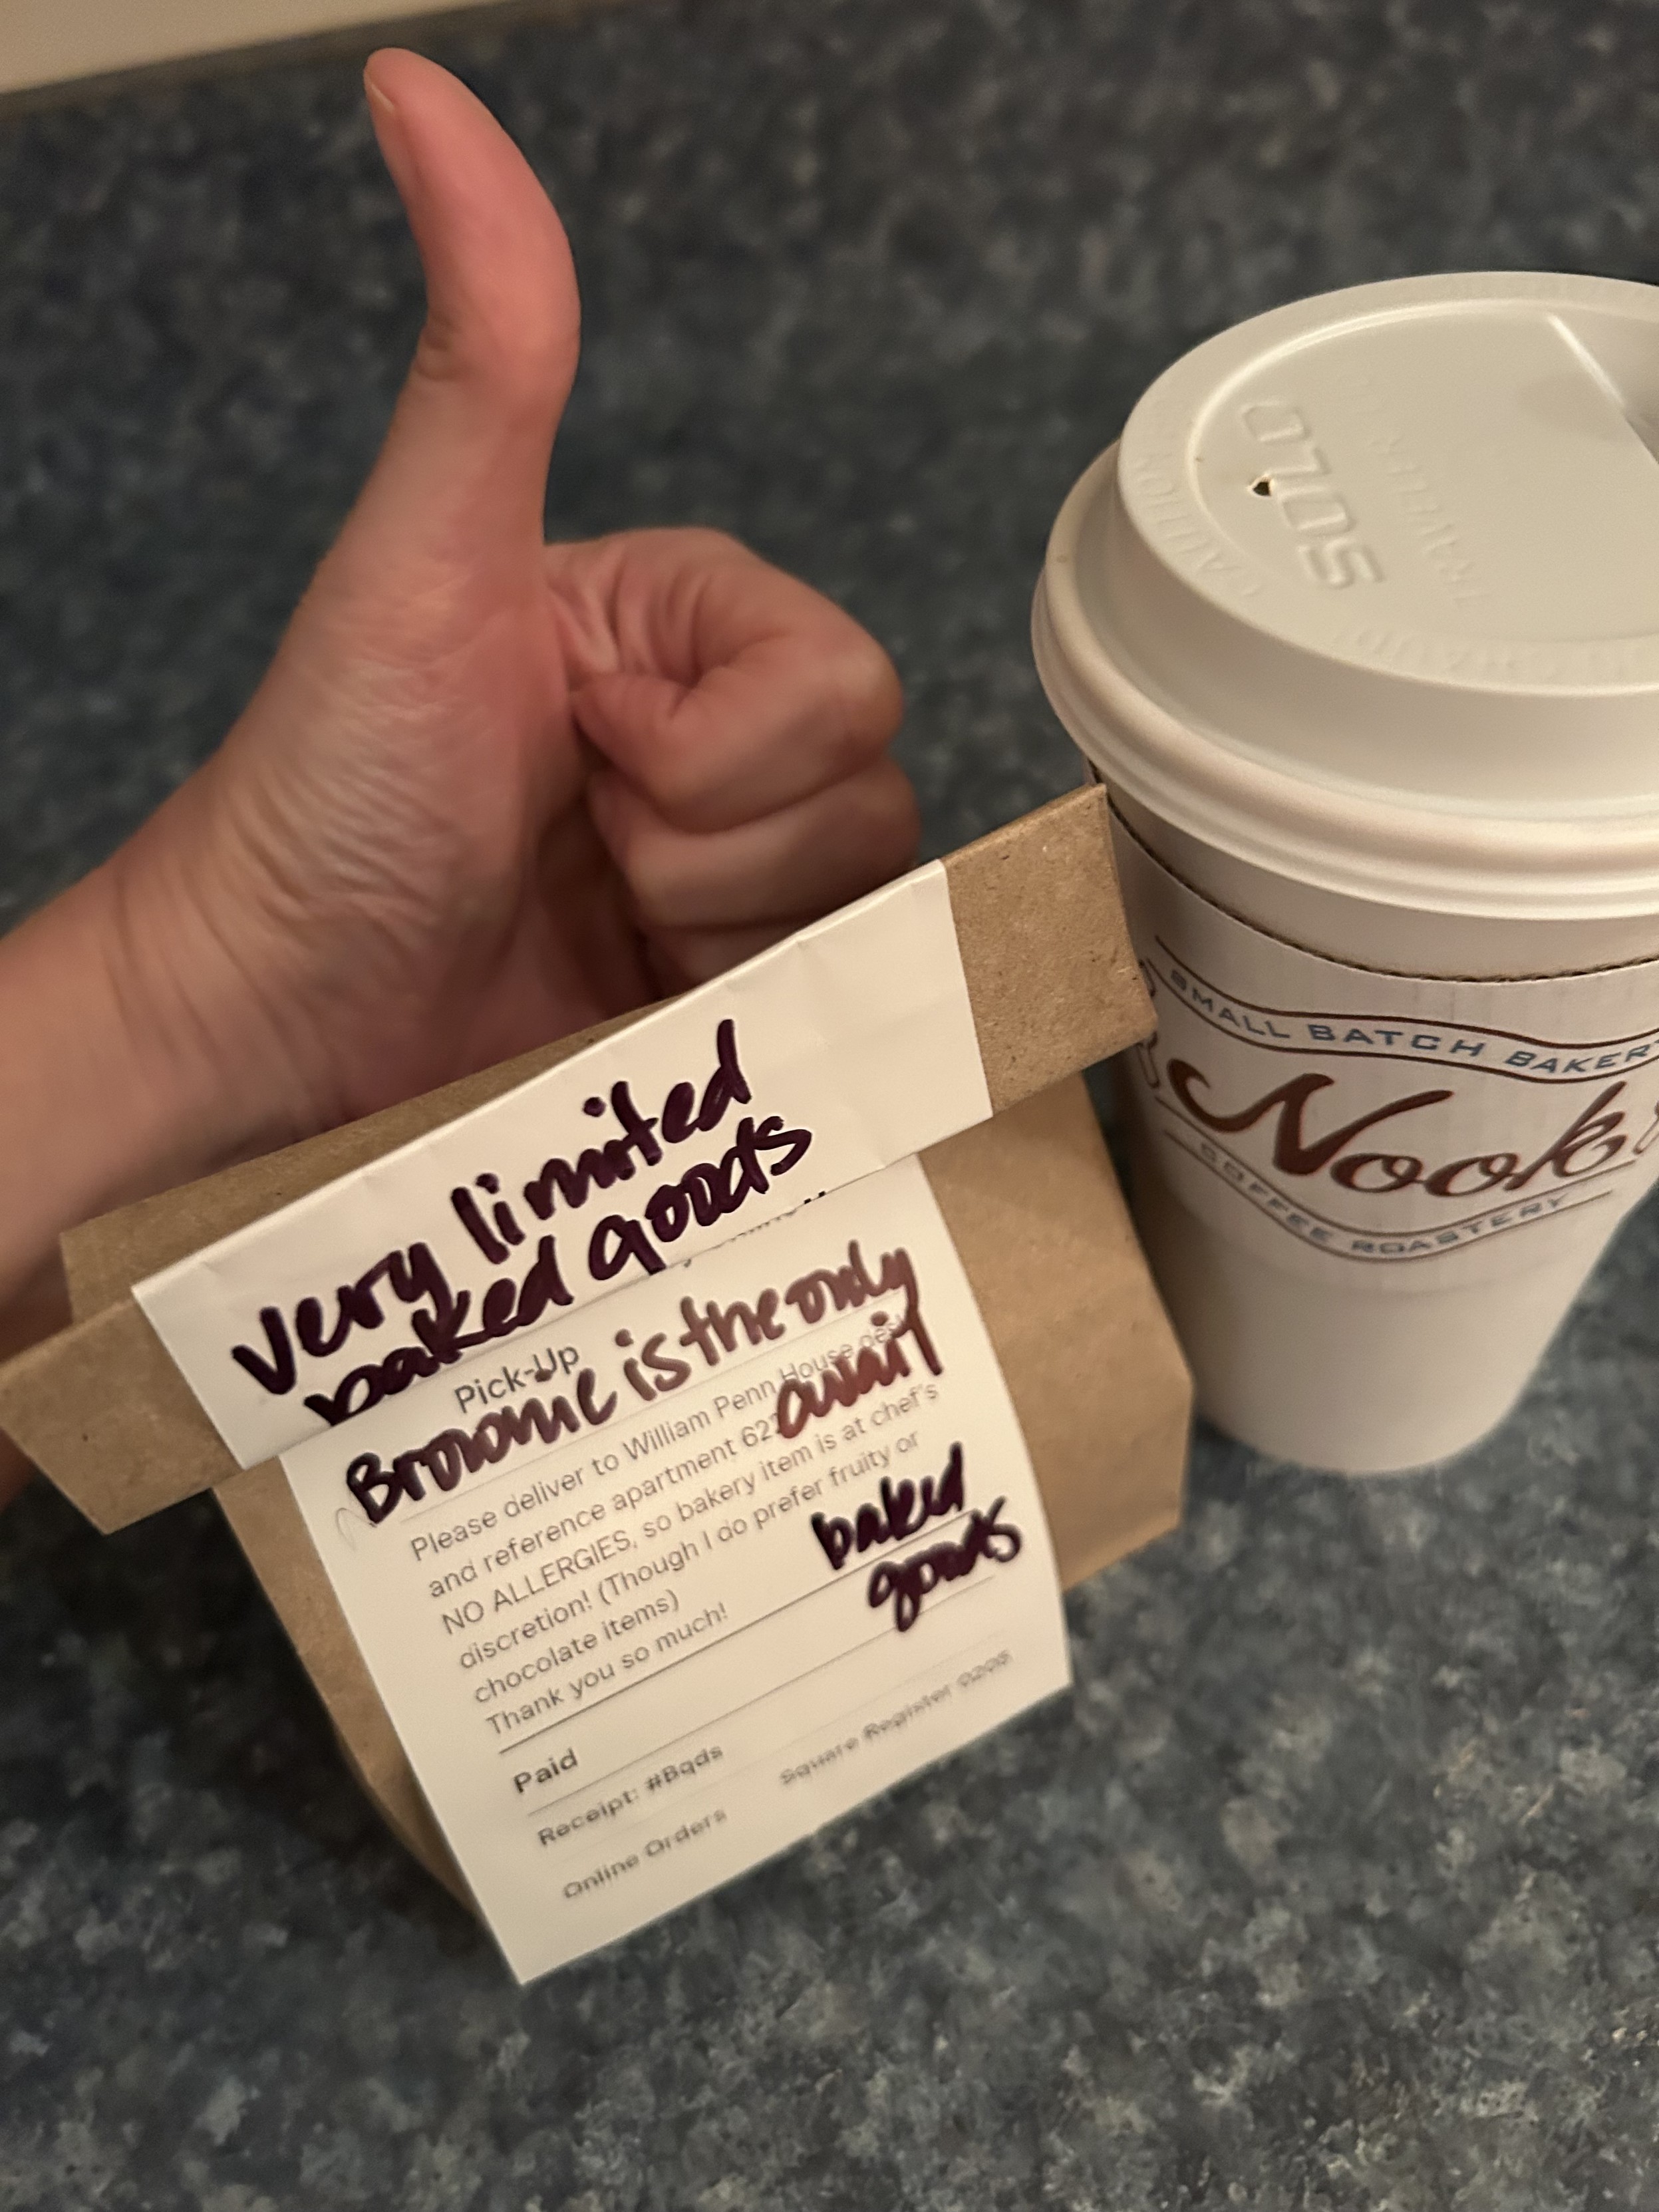 very limited
baked goods
Pick-Up
Brownie is the only
avail
Please deliver to William Penn House
and reference apartment
NO ALLERGIES, so bakery item is at chef's
discretion! (Though I do prefer fruity or
chocolate items)
Thank you so much!
baked
goods
Paid
Receipt: #Bqds
Square Register 0205
Online Orders
SOLO
TRAVELER
CAUTION
SMALL BATCH BAKERY
Nook
COFFEE ROASTERY